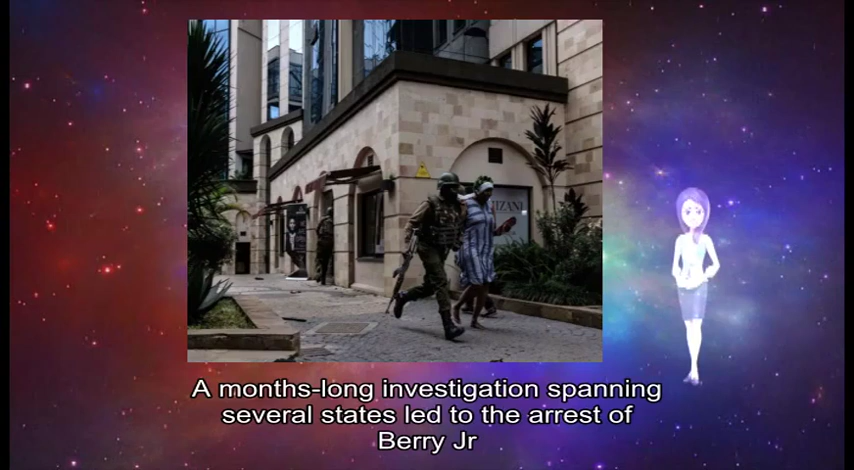 A months-long investigation spanning
several states led to the arrest of
Berry Jr